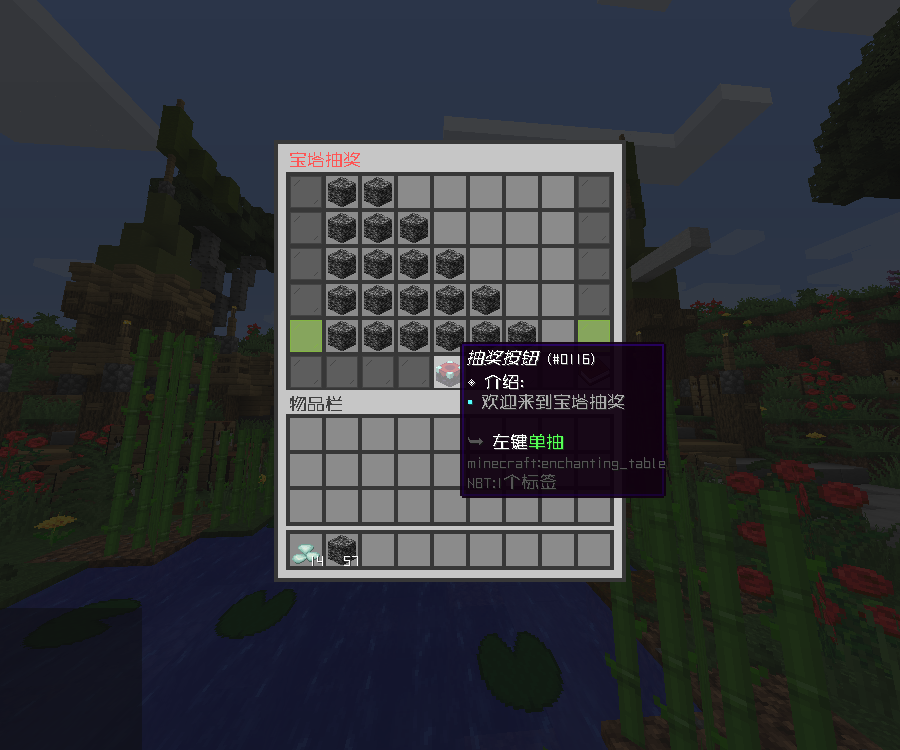 宝塔抽奖
抽奖按钮 (#0116)
◈ 介绍:
▪ 欢迎来到宝塔抽奖
左键单抽
minecraft:enchanting_table
NBT:1个标签
物品栏
14
57